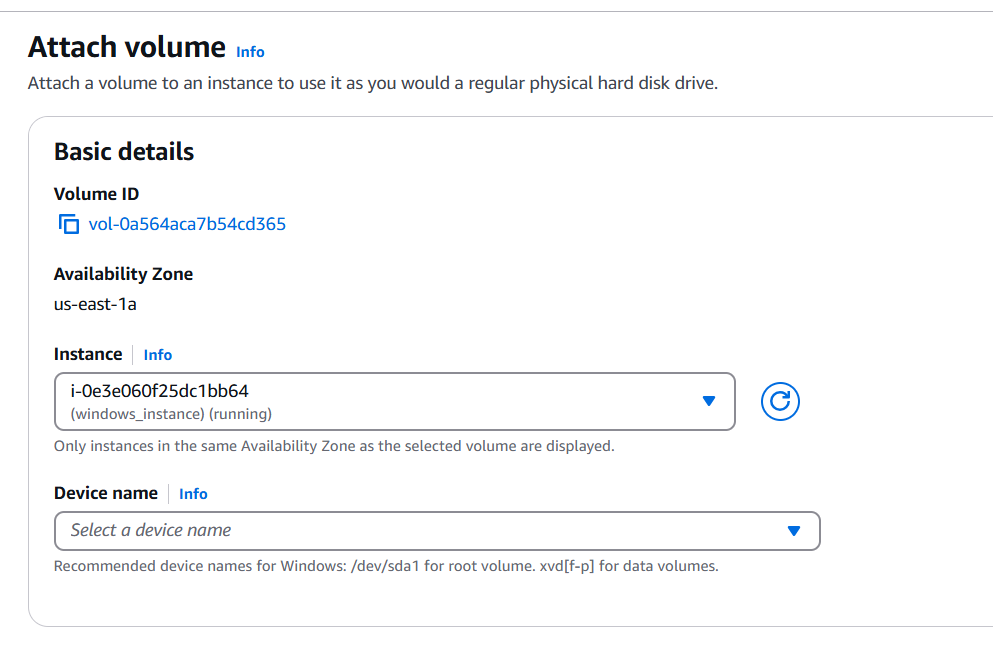 Attach volume Info
Attach a volume to an instance to use it as you would a regular physical hard disk drive.
Basic details
Volume ID
vol-0a564aca7b54cd365
Availability Zone
us-east-1a
Instance Info
i-0e3e060f25dc1bb64
(windows_instance) (running)
Only instances in the same Availability Zone as the selected volume are displayed.
Device name Info
Select a device name
Recommended device names for Windows: /dev/sda1 for root volume. xvd[f-p] for data volumes.